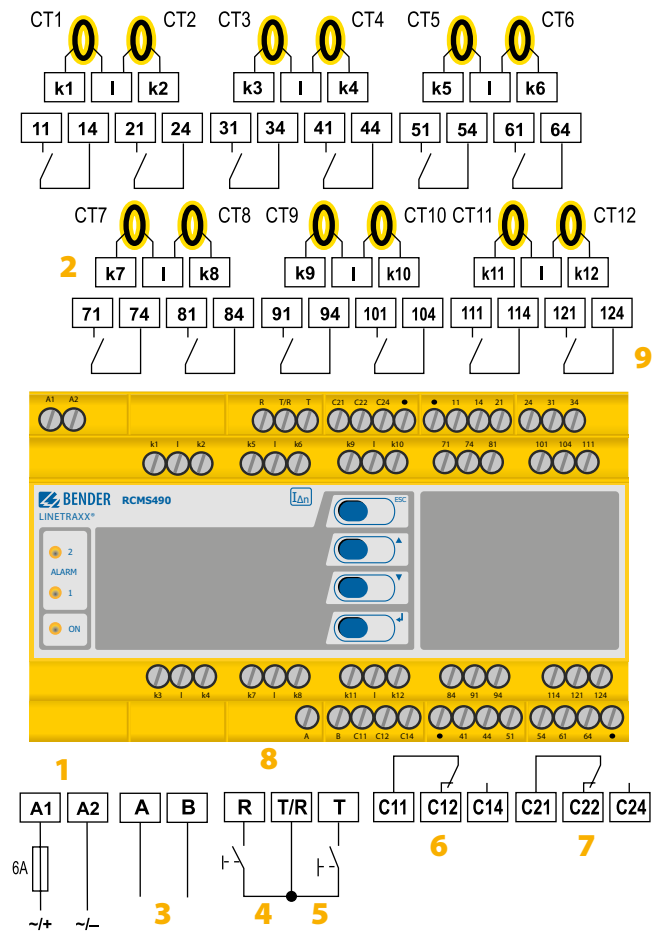 CT1 CT2 CT3 CT4 CT5 CT6
k1 I k2 k3 I k4 k5 I k6
11 14 21 24 31 34 41 44 51 54 61 64
CT7 CT8 CT9 CT10 CT11 CT12
2 k7 I k8 k9 I k10 k11 I k12
71 74 81 84 91 94 101 104 111 114 121 124
9
A1 A2 R T/R T C21 C22 C24 • • 11 14 21 24 31 34
k1 I k2 k5 I k6 k9 I k10 71 74 81 101 104 111
BENDER RCMS490 IΔn ESC
LINETRAXX®
▲
2
ALARM
▼
1
ON
k3 I k4 k7 I k8 k11 I k12 84 91 94 114 121 124
A B C11 C12 C14 • 41 44 51 54 61 64 •
1 8
A1 A2 A B R T/R T C11 C12 C14 C21 C22 C24
6 7
6A
3 4 5
~/+ ~/–